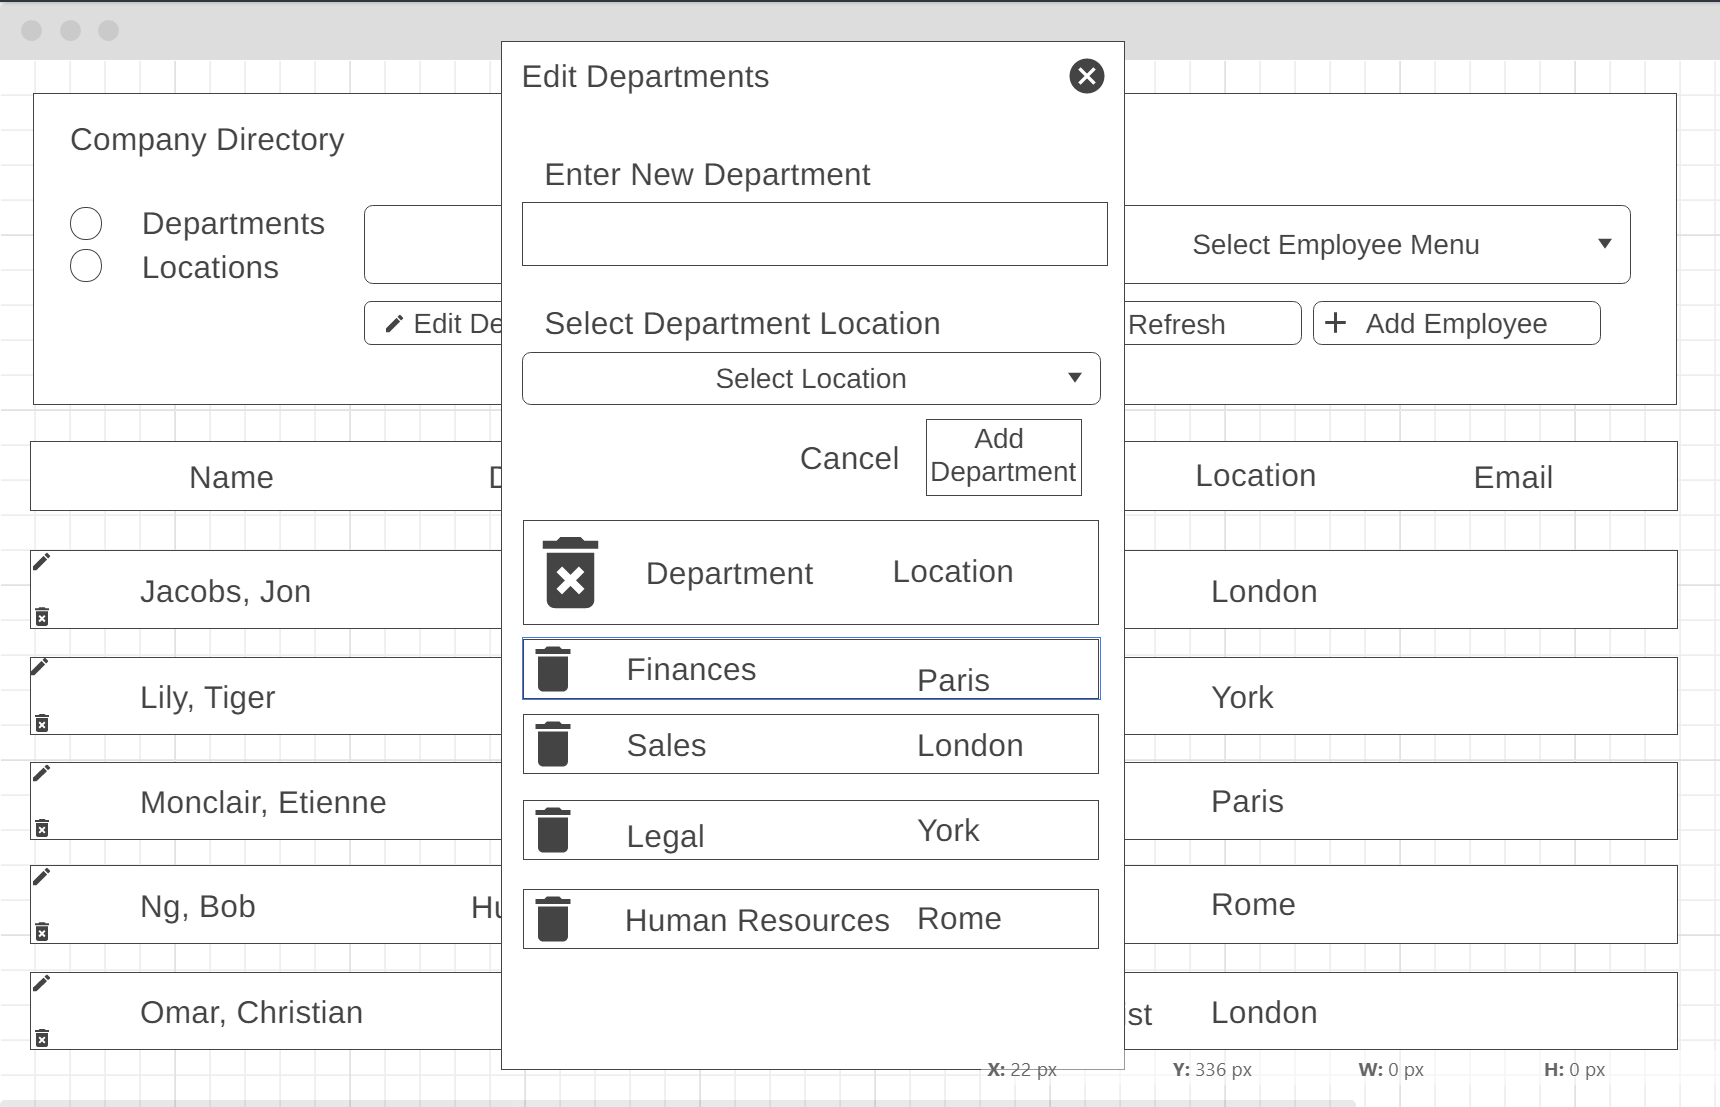 Edit Departments
Company Directory
Enter New Department
Departments
Locations
Select Employee Menu
Edit De
Select Department Location
Refresh
Add Employee
Select Location
Cancel
Add
Department
Name
D
Location
Email
Department
Location
Jacobs, Jon
London
Finances
Paris
Lily, Tiger
York
Sales
London
Monclair, Etienne
Paris
Legal
York
Ng, Bob
Hu
Human Resources
Rome
Rome
Omar, Christian
st
London
X: 22 px
Y: 336 px
W: 0 px
H: 0 px